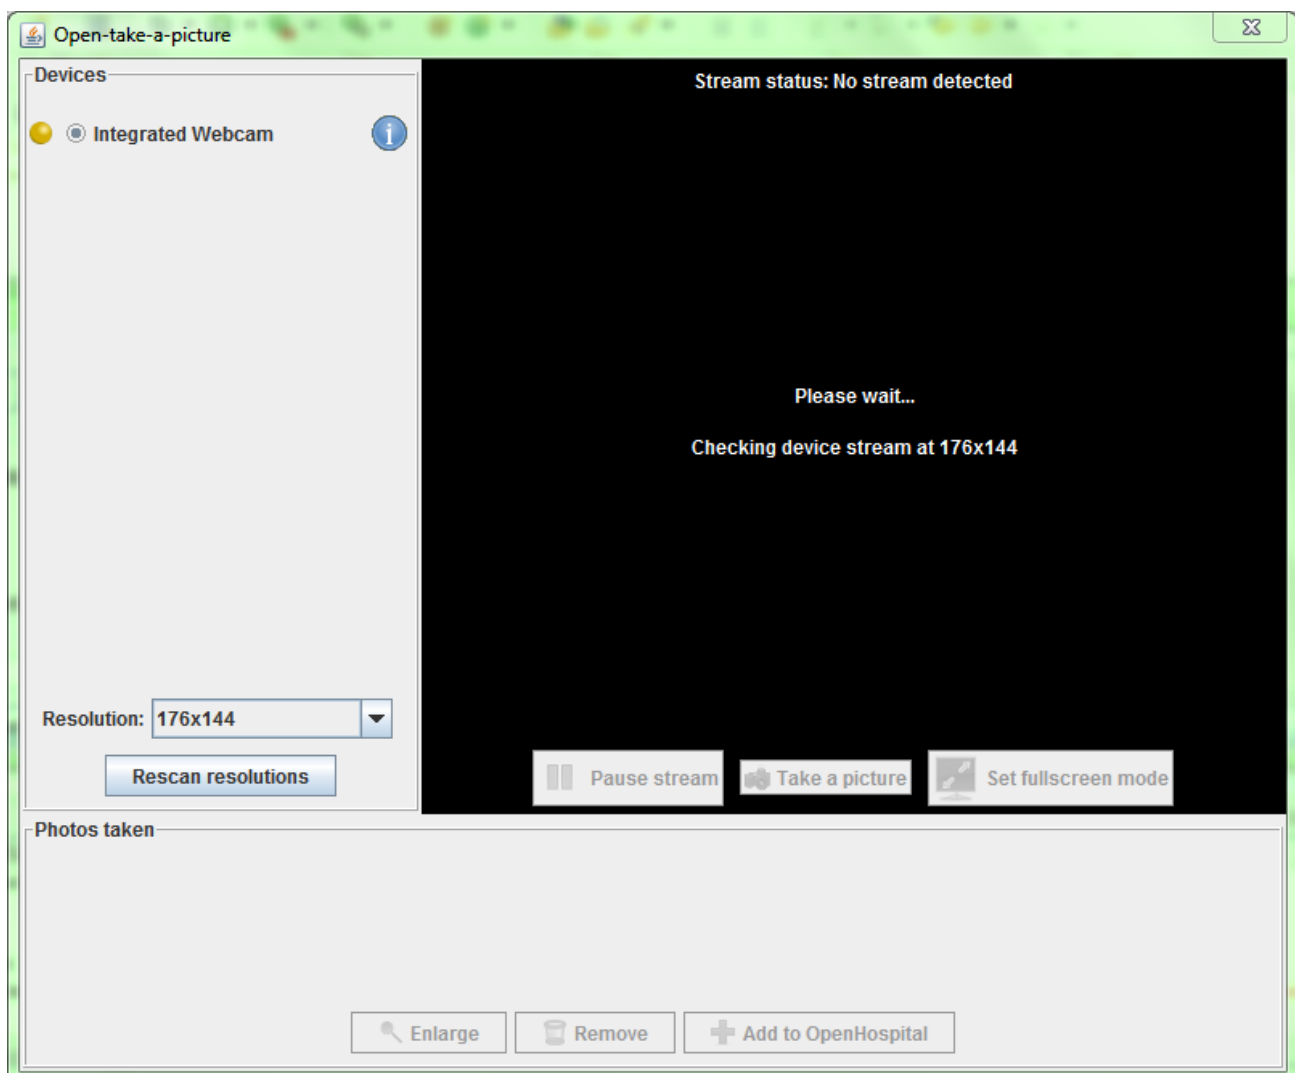 Open-take-a-picture
Devices
Integrated Webcam
Resolution: 176x144
Rescan resolutions
Stream status: No stream detected
Please wait...
Checking device stream at 176x144
Pause stream
Take a picture
Set fullscreen mode
Photos taken
Enlarge
Remove
Add to OpenHospital